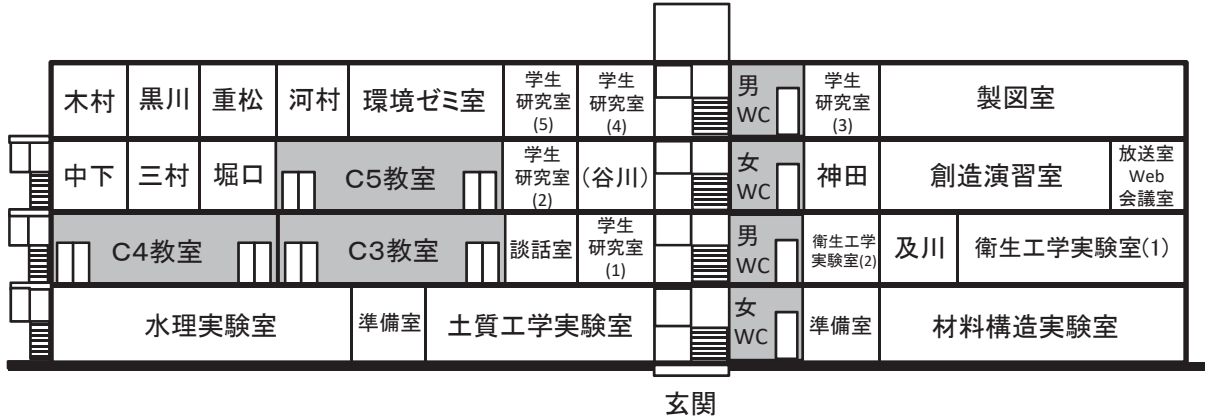 木村
黒川
重松
河村
環境ゼミ室
学生
研究室
(5)
学生
研究室
(4)
男
WC
学生
研究室
(3)
製図室
中下
三村
堀口
C5教室
学生
研究室
(2)
(谷川)
女
WC
神田
創造演習室
放送室
Web
会議室
C4教室
C3教室
談話室
学生
研究室
(1)
男
WC
衛生工学
実験室(2)
及川
衛生工学実験室(1)
水理実験室
準備室
土質工学実験室
女
WC
準備室
材料構造実験室
玄関